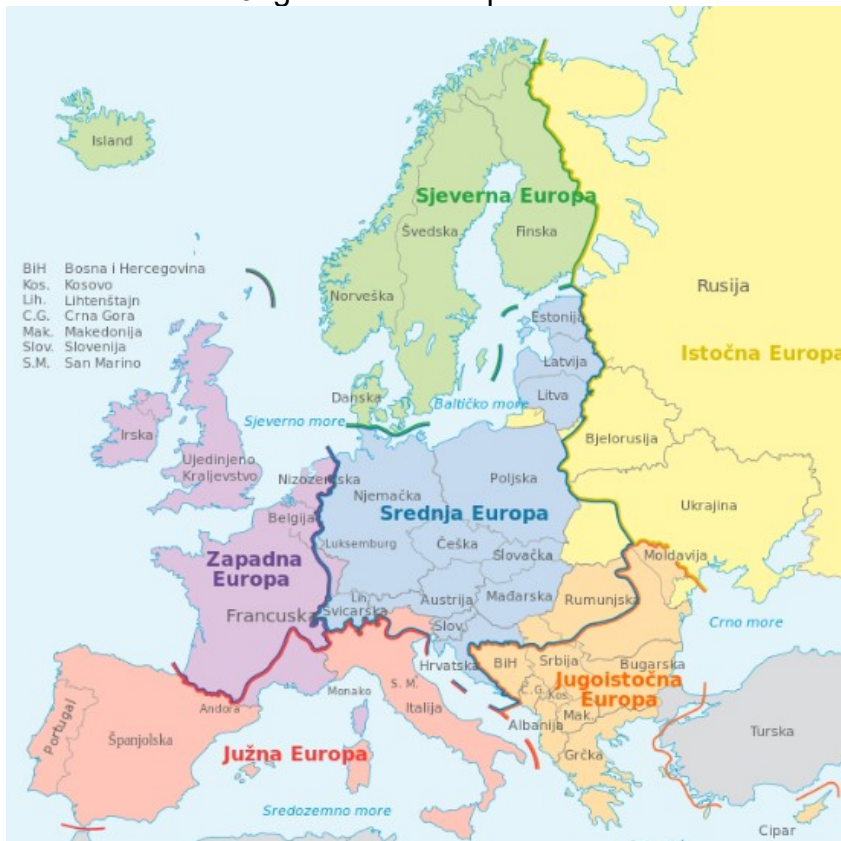 Island
Sjeverna Europa
Švedska
Finska
Norveška
BiH Bosna i Hercegovina
Kos. Kosovo
Lih. Lihtenštajn
C.G. Crna Gora
Mak. Makedonija
Slov. Slovenija
S.M. San Marino
Rusija
Estonija
Istočna Europa
Latvija
Litva
Danska
Baltičko more
Sjeverno more
Irska
Bjelorusija
Ujedinjeno
Kraljevstvo
Nizozemska
Njemačka
Poljska
Ukrajina
Belgija
Srednja Europa
Luksemburg
Češka
Slovačka
Moldavija
Zapadna
Europa
Lih.
Švicarska
Austrija
Mađarska
Rumunjska
Francuska
Slov.
Crno more
Hrvatska
BiH
Srbija
Bugarska
S. M.
Monako
Andora
Italija
C.G.
Kos.
Jugoistočna
Europa
Portugal
Španjolska
Albanija
Mak.
Turska
Južna Europa
Grčka
Sredozemno more
Cipar